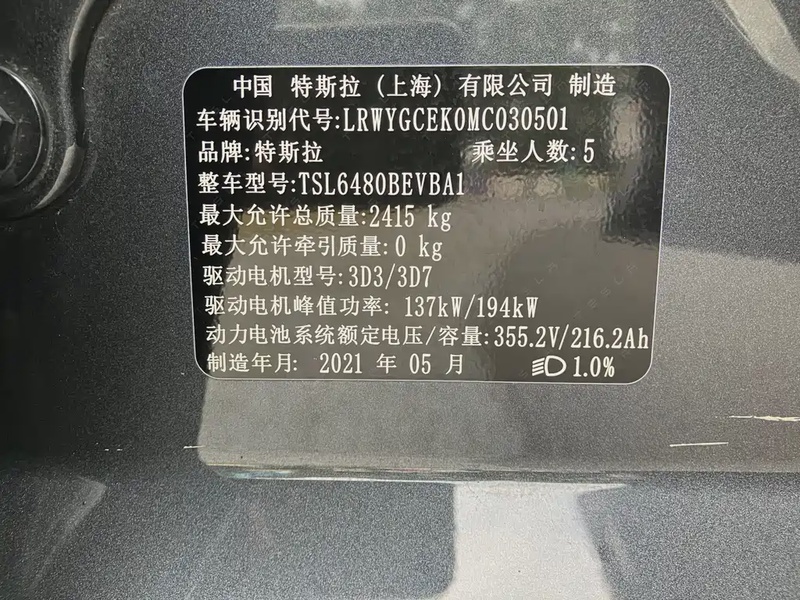 中国 特斯拉 (上海) 有限公司 制造
车辆识别代号:LRWYGCEK0MC030501
品牌:特斯拉 乘坐人数:5
整车型号:TSL6480BEVBA1
最大允许总质量:2415 kg
最大允许牵引质量:0 kg
驱动电机型号:3D3/3D7
驱动电机峰值功率: 137kW/194kW
动力电池系统额定电压/容量:355.2V/216.2Ah
制造年月: 2021 年 05 月 1.0%